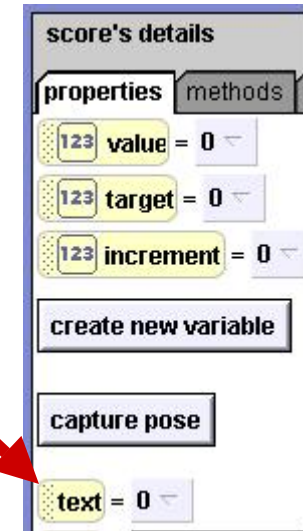 score's details
properties methods
123 value = 0
123 target = 0
123 increment = 0
create new variable
capture pose
text = 0